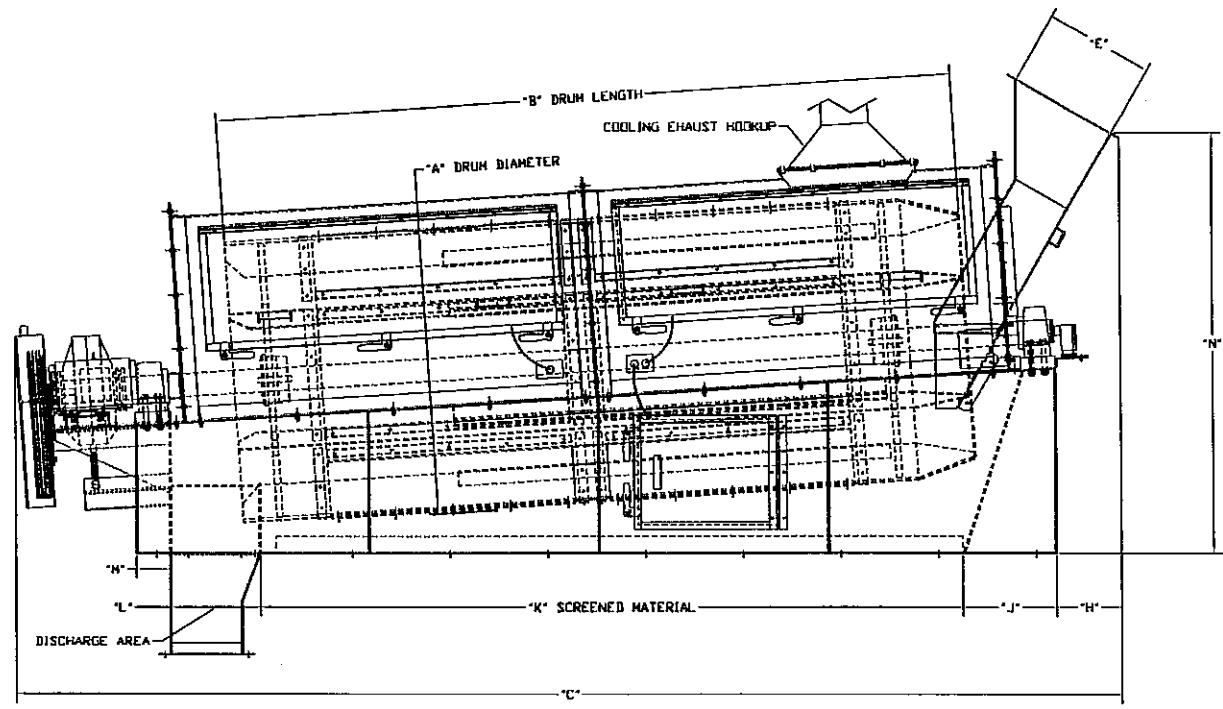 "E"
"B" DRUM LENGTH
COOLING EHAUST HOOKUP
"A" DRUM DIAMETER
"N"
"M"
"L"
"K" SCREENED MATERIAL
"J"
"H"
DISCHARGE AREA
"C"